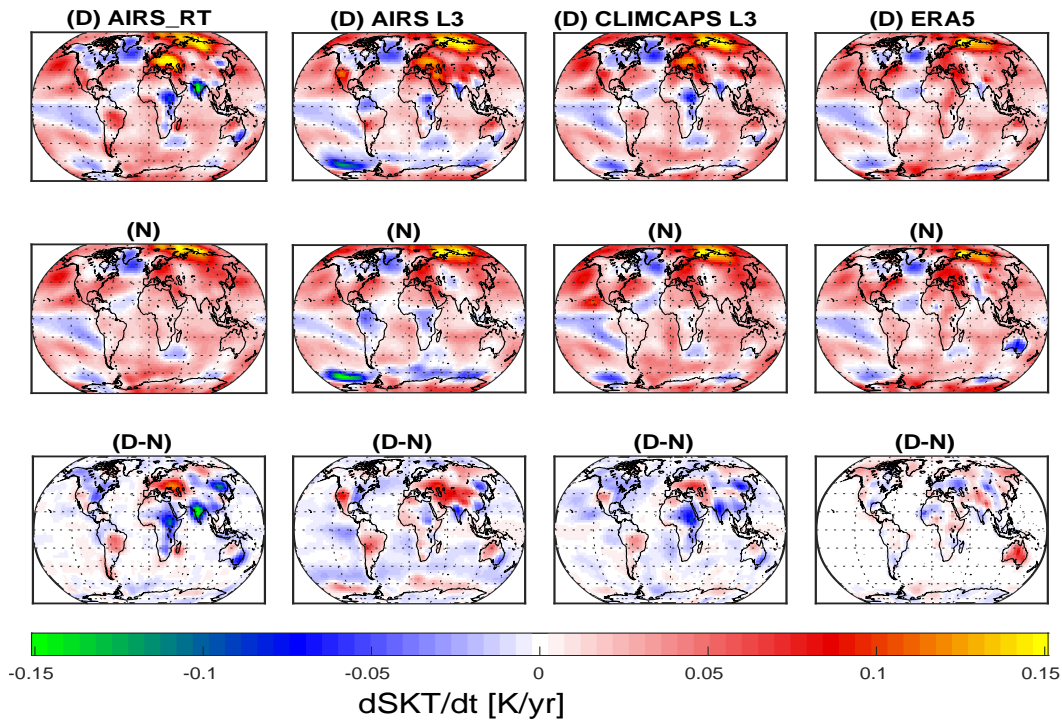 (D) AIRS_RT (D) AIRS L3 (D) CLIMCAPS L3 (D) ERA5
(N) (N) (N) (N)
(D-N) (D-N) (D-N) (D-N)
-0.15 -0.1 -0.05 0 0.05 0.1 0.15
dSKT/dt [K/yr]